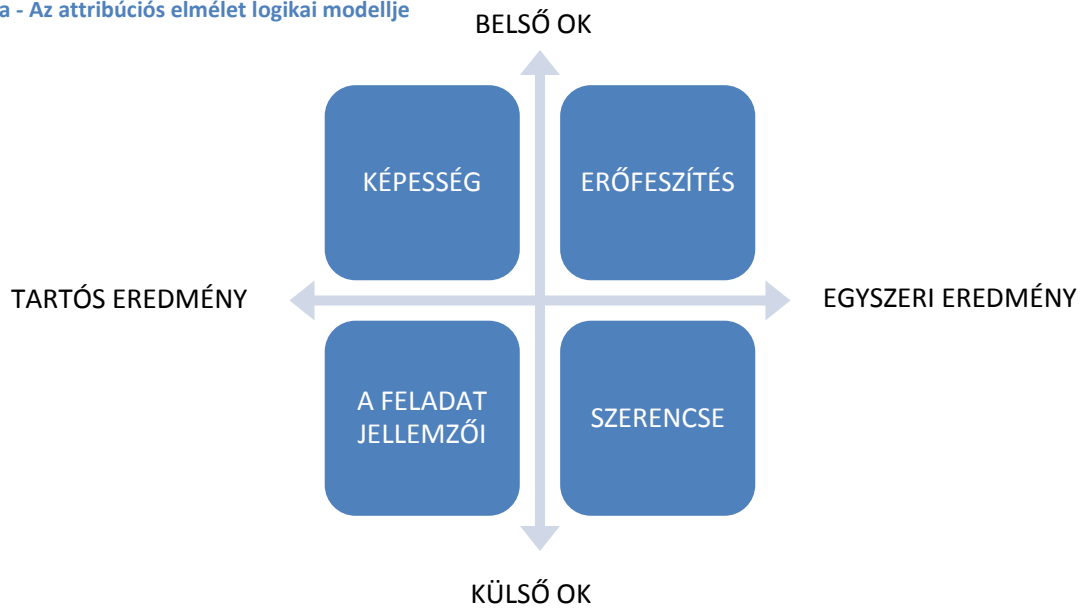 a - Az attribúciós elmélet logikai modellje
BELSŐ OK
KÉPESSÉG
ERŐFESZÍTÉS
TARTÓS EREDMÉNY
EGYSZERI EREDMÉNY
A FELADAT
JELLEMZŐI
SZERENCSE
KÜLSŐ OK